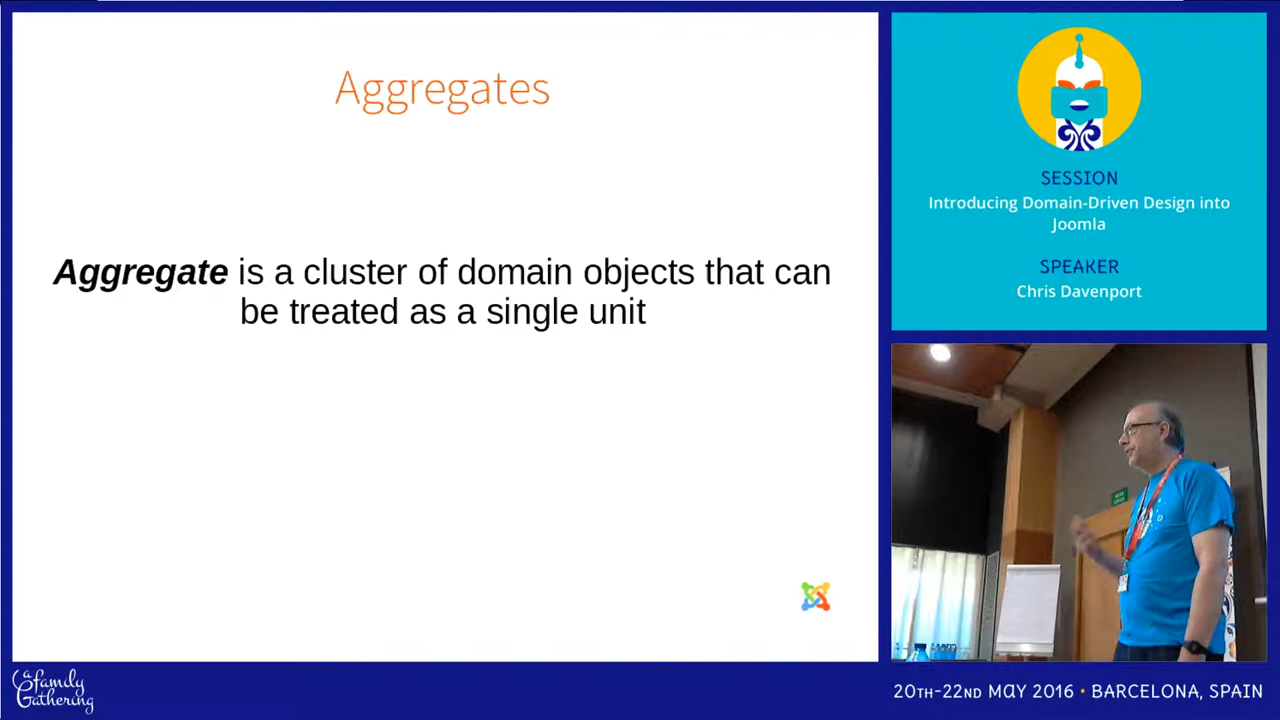 Aggregates
Aggregate is a cluster of domain objects that can
be treated as a single unit
SESSION
Introducing Domain-Driven Design into
Joomla
SPEAKER
Chris Davenport
a family
Gathering
20TH-22ND MAY 2016 • BARCELONA, SPAIN